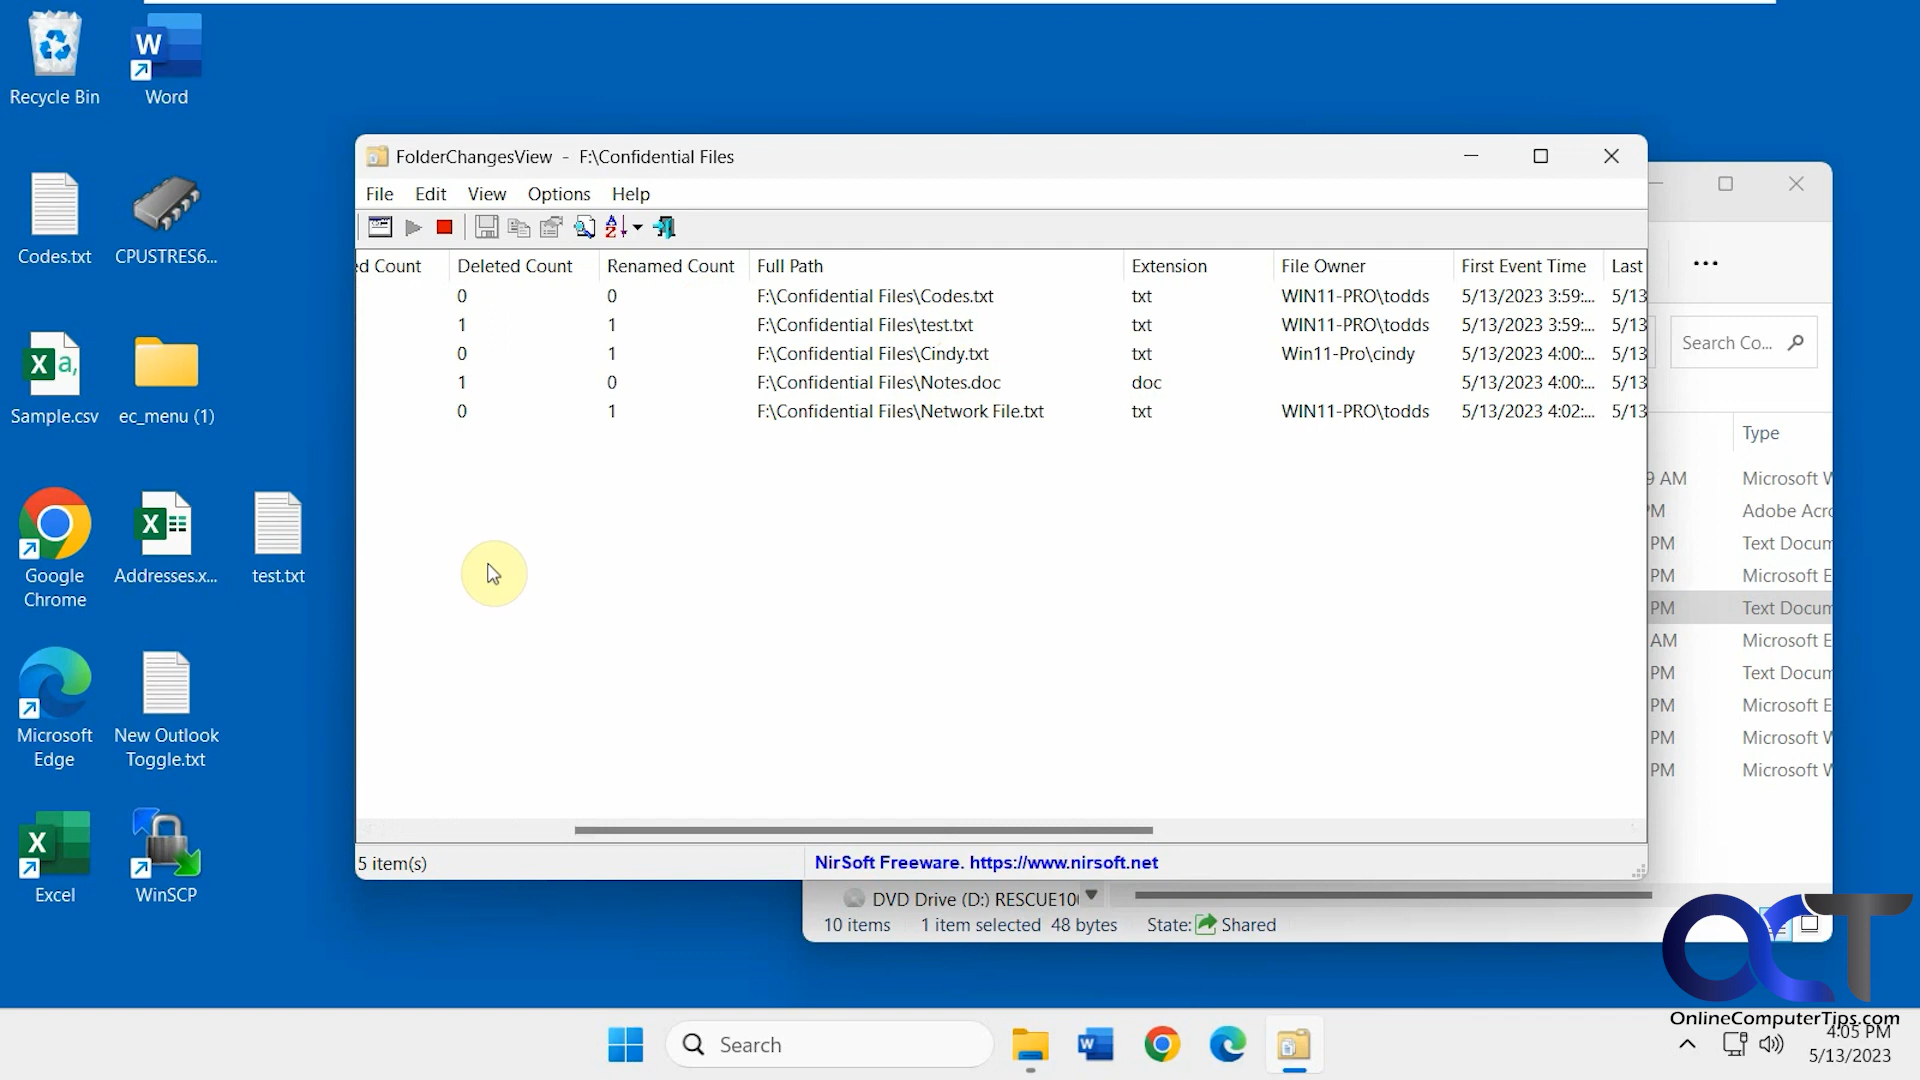 Recycle Bin
Word
Codes.txt
CPUSTRES6...
Sample.csv
ec_menu (1)
Google
Chrome
Addresses.x...
test.txt
Microsoft
Edge
New Outlook
Toggle.txt
Excel
WinSCP
FolderChangesView - F:\Confidential Files
File Edit View Options Help
d Count Deleted Count Renamed Count Full Path Extension File Owner First Event Time Last
0 0 F:\Confidential Files\Codes.txt txt WIN11-PRO\todds 5/13/2023 3:59:... 5/13
1 1 F:\Confidential Files\test.txt txt WIN11-PRO\todds 5/13/2023 3:59:... 5/13
0 1 F:\Confidential Files\Cindy.txt txt Win11-Pro\cindy 5/13/2023 4:00:... 5/13
1 0 F:\Confidential Files\Notes.doc doc 5/13/2023 4:00:... 5/13
0 1 F:\Confidential Files\Network File.txt txt WIN11-PRO\todds 5/13/2023 4:02:... 5/13
5 item(s) NirSoft Freeware. https://www.nirsoft.net
Search Co...
Type
9 AM Microsoft W
PM Adobe Acro
PM Text Docum
PM Microsoft E
PM Text Docum
AM Microsoft E
PM Text Docum
PM Microsoft E
PM Microsoft W
PM Microsoft W
DVD Drive (D:) RESCUE10
10 items 1 item selected 48 bytes State: Shared
OCT
OnlineComputerTips.com
Search
4:05 PM
5/13/2023